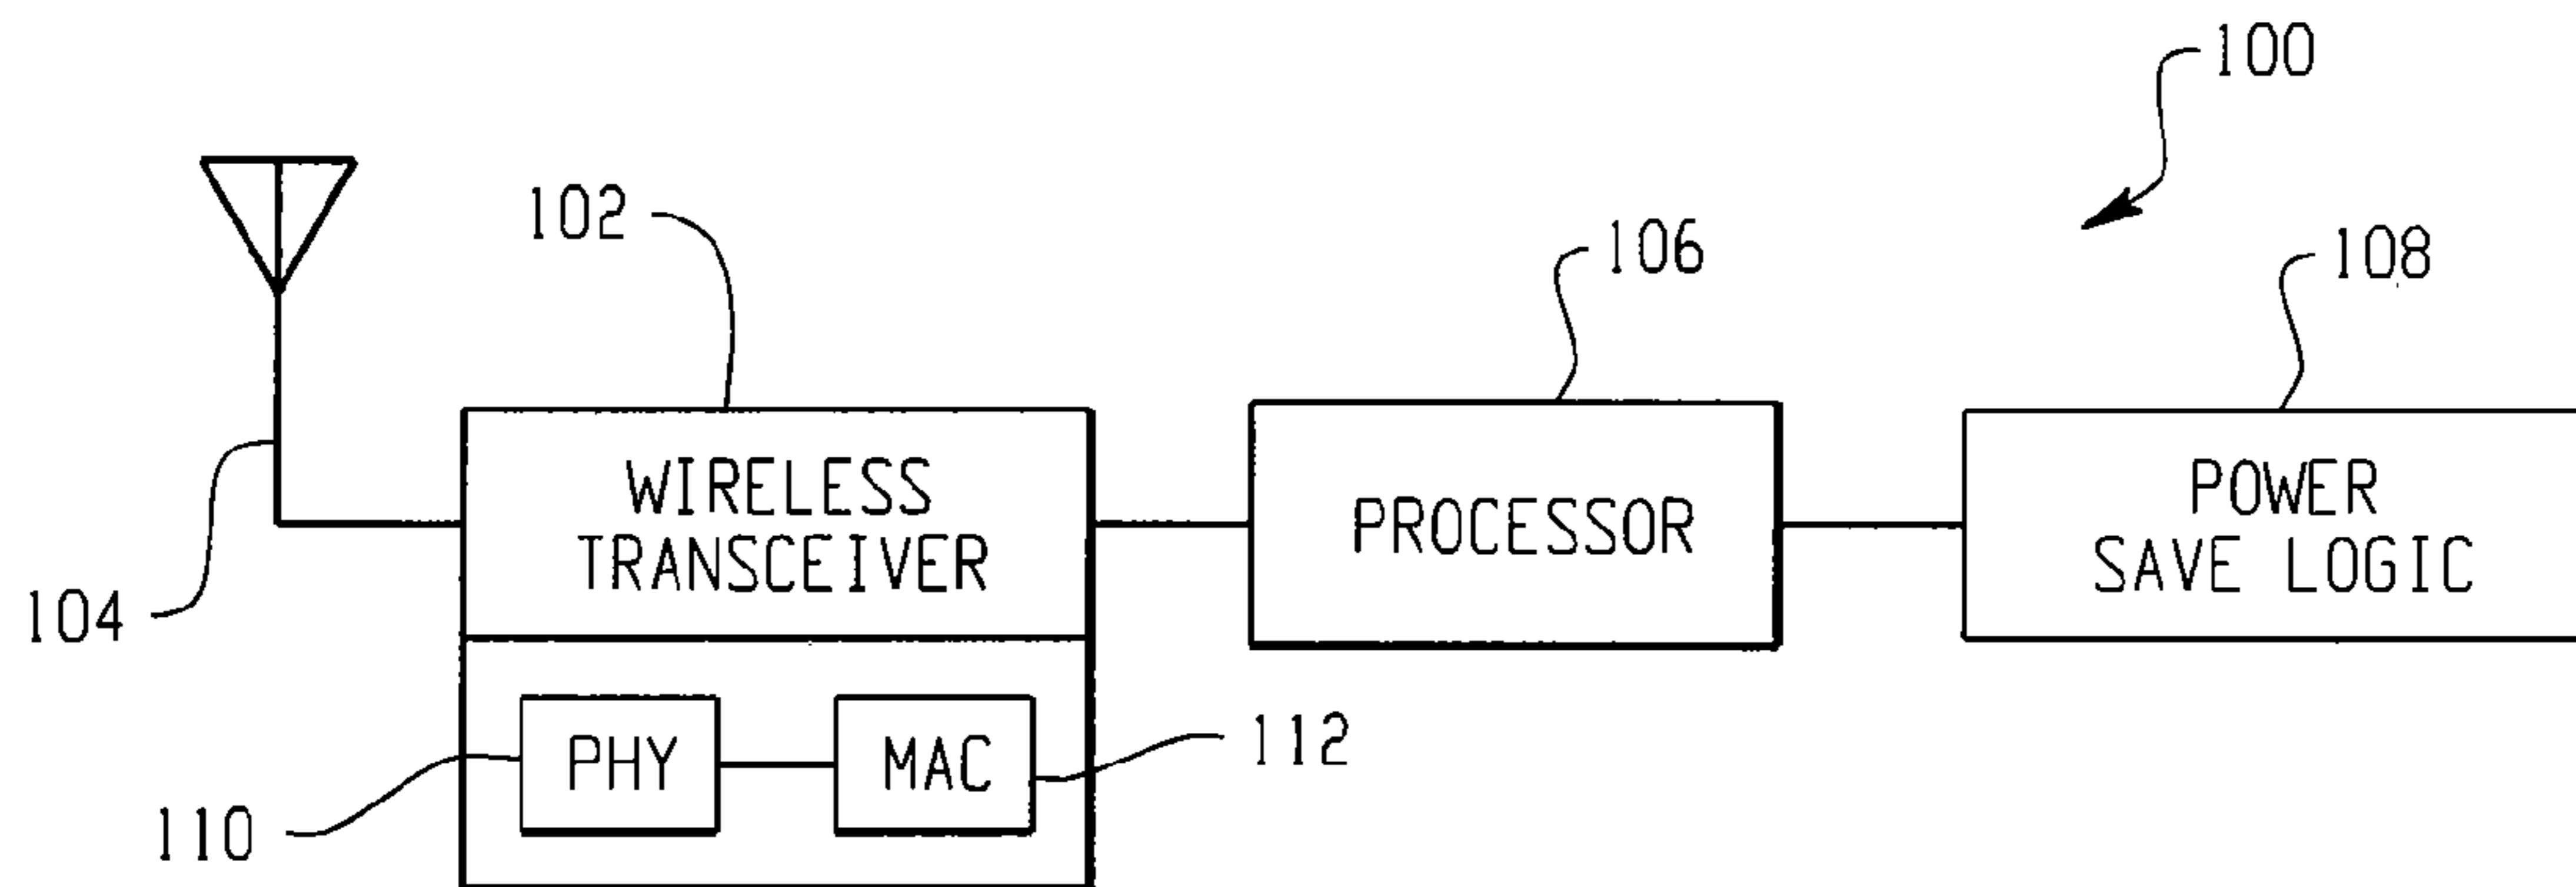 100
102
106
108
WIRELESS
TRANSCEIVER
PROCESSOR
POWER
SAVE LOGIC
104
PHY
MAC
112
110